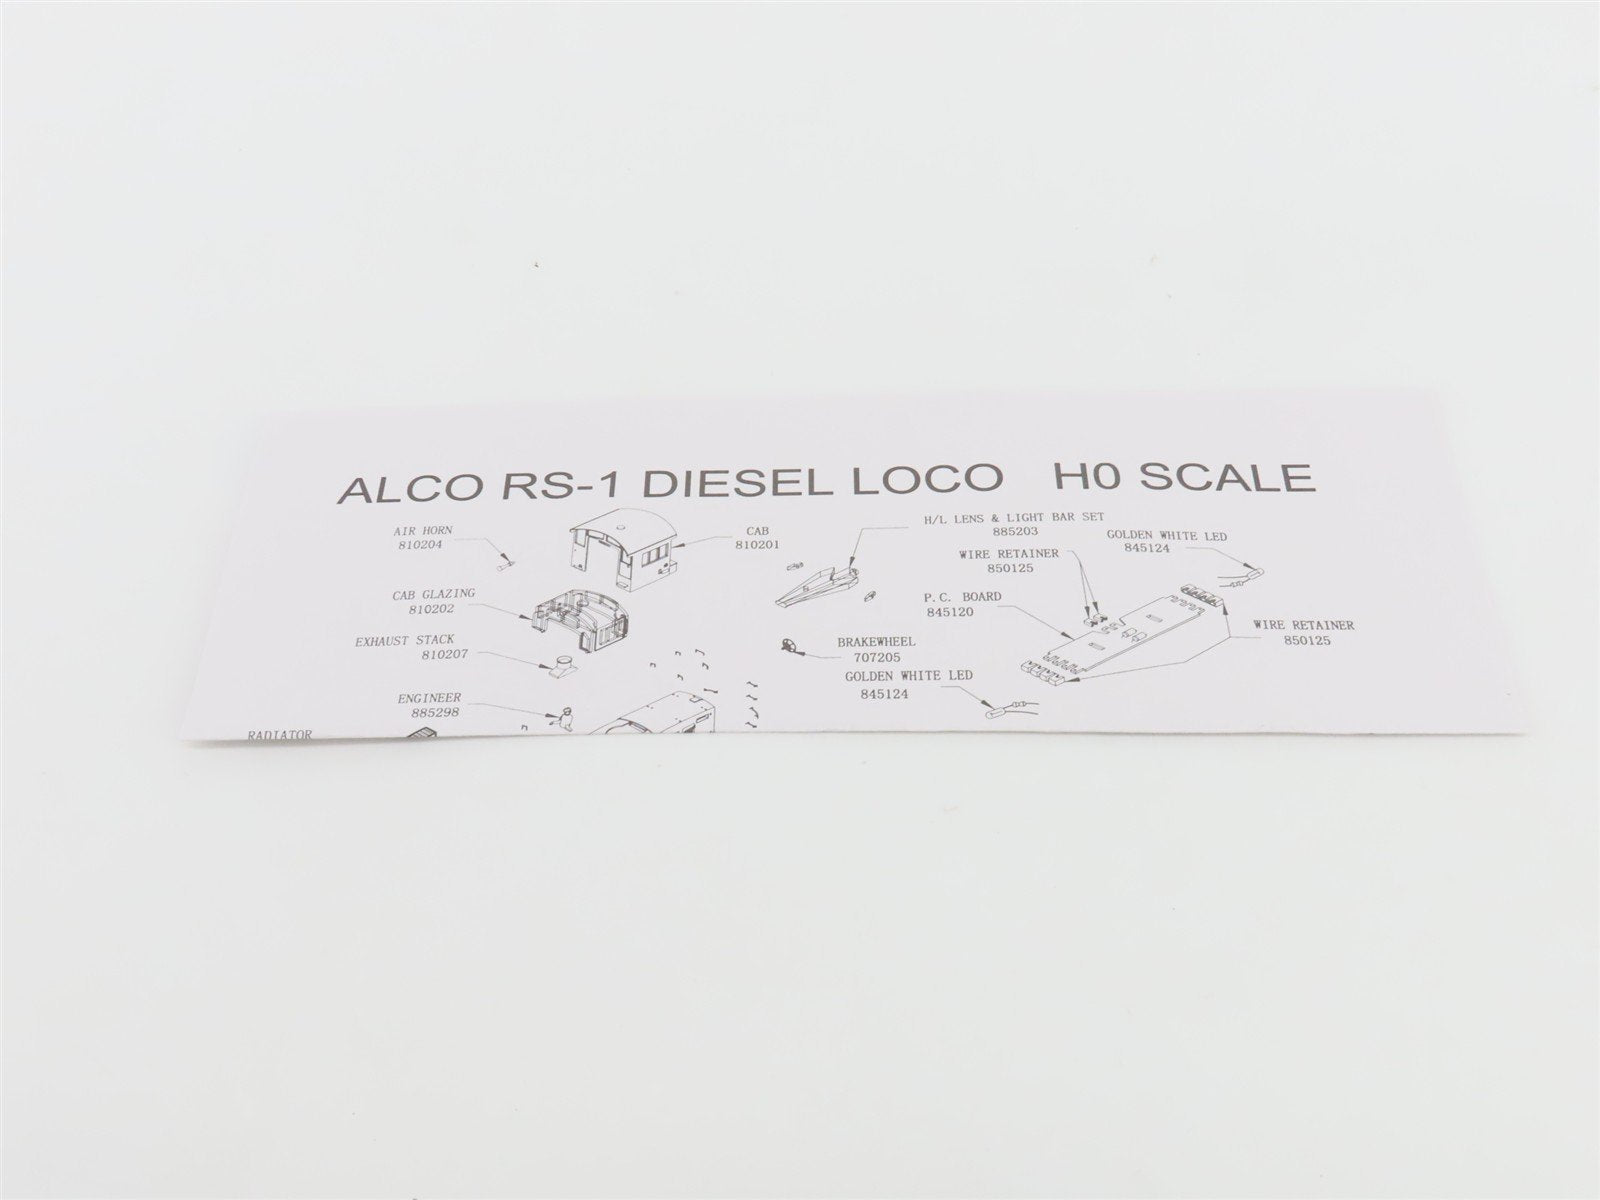 ALCO RS-1 DIESEL LOCO H0 SCALE
AIR HORN
810204
CAB
810201
H/L LENS & LIGHT BAR SET
885203
GOLDEN WHITE LED
845124
WIRE RETAINER
850125
CAB GLAZING
810202
P.C. BOARD
845120
WIRE RETAINER
850125
EXHAUST STACK
810207
BRAKEWHEEL
707205
GOLDEN WHITE LED
845124
ENGINEER
885298
RADIATOR